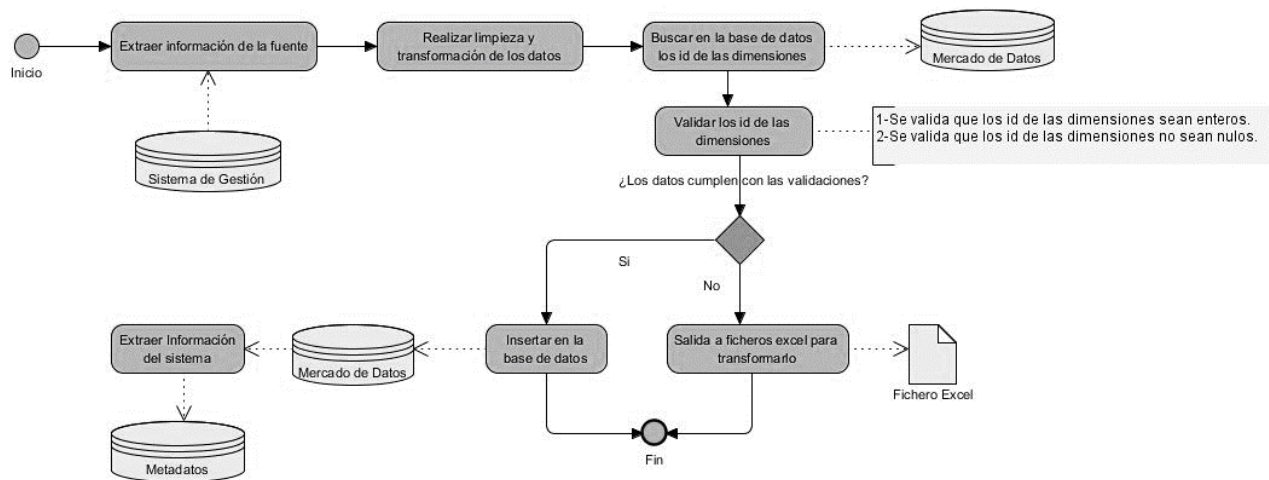 Inicio
Extraer información de la fuente
Realizar limpieza y
transformación de los datos
Buscar en la base de datos
los id de las dimensiones
Mercado de Datos
Sistema de Gestión
Validar los id de las
dimensiones
1-Se valida que los id de las dimensiones sean enteros.
2-Se valida que los id de las dimensiones no sean nulos.
¿Los datos cumplen con las validaciones?
Si
No
Extraer Información
del sistema
Mercado de Datos
Insertar en la
base de datos
Salida a ficheros excel para
transformarlo
Fichero Excel
Metadatos
Fin